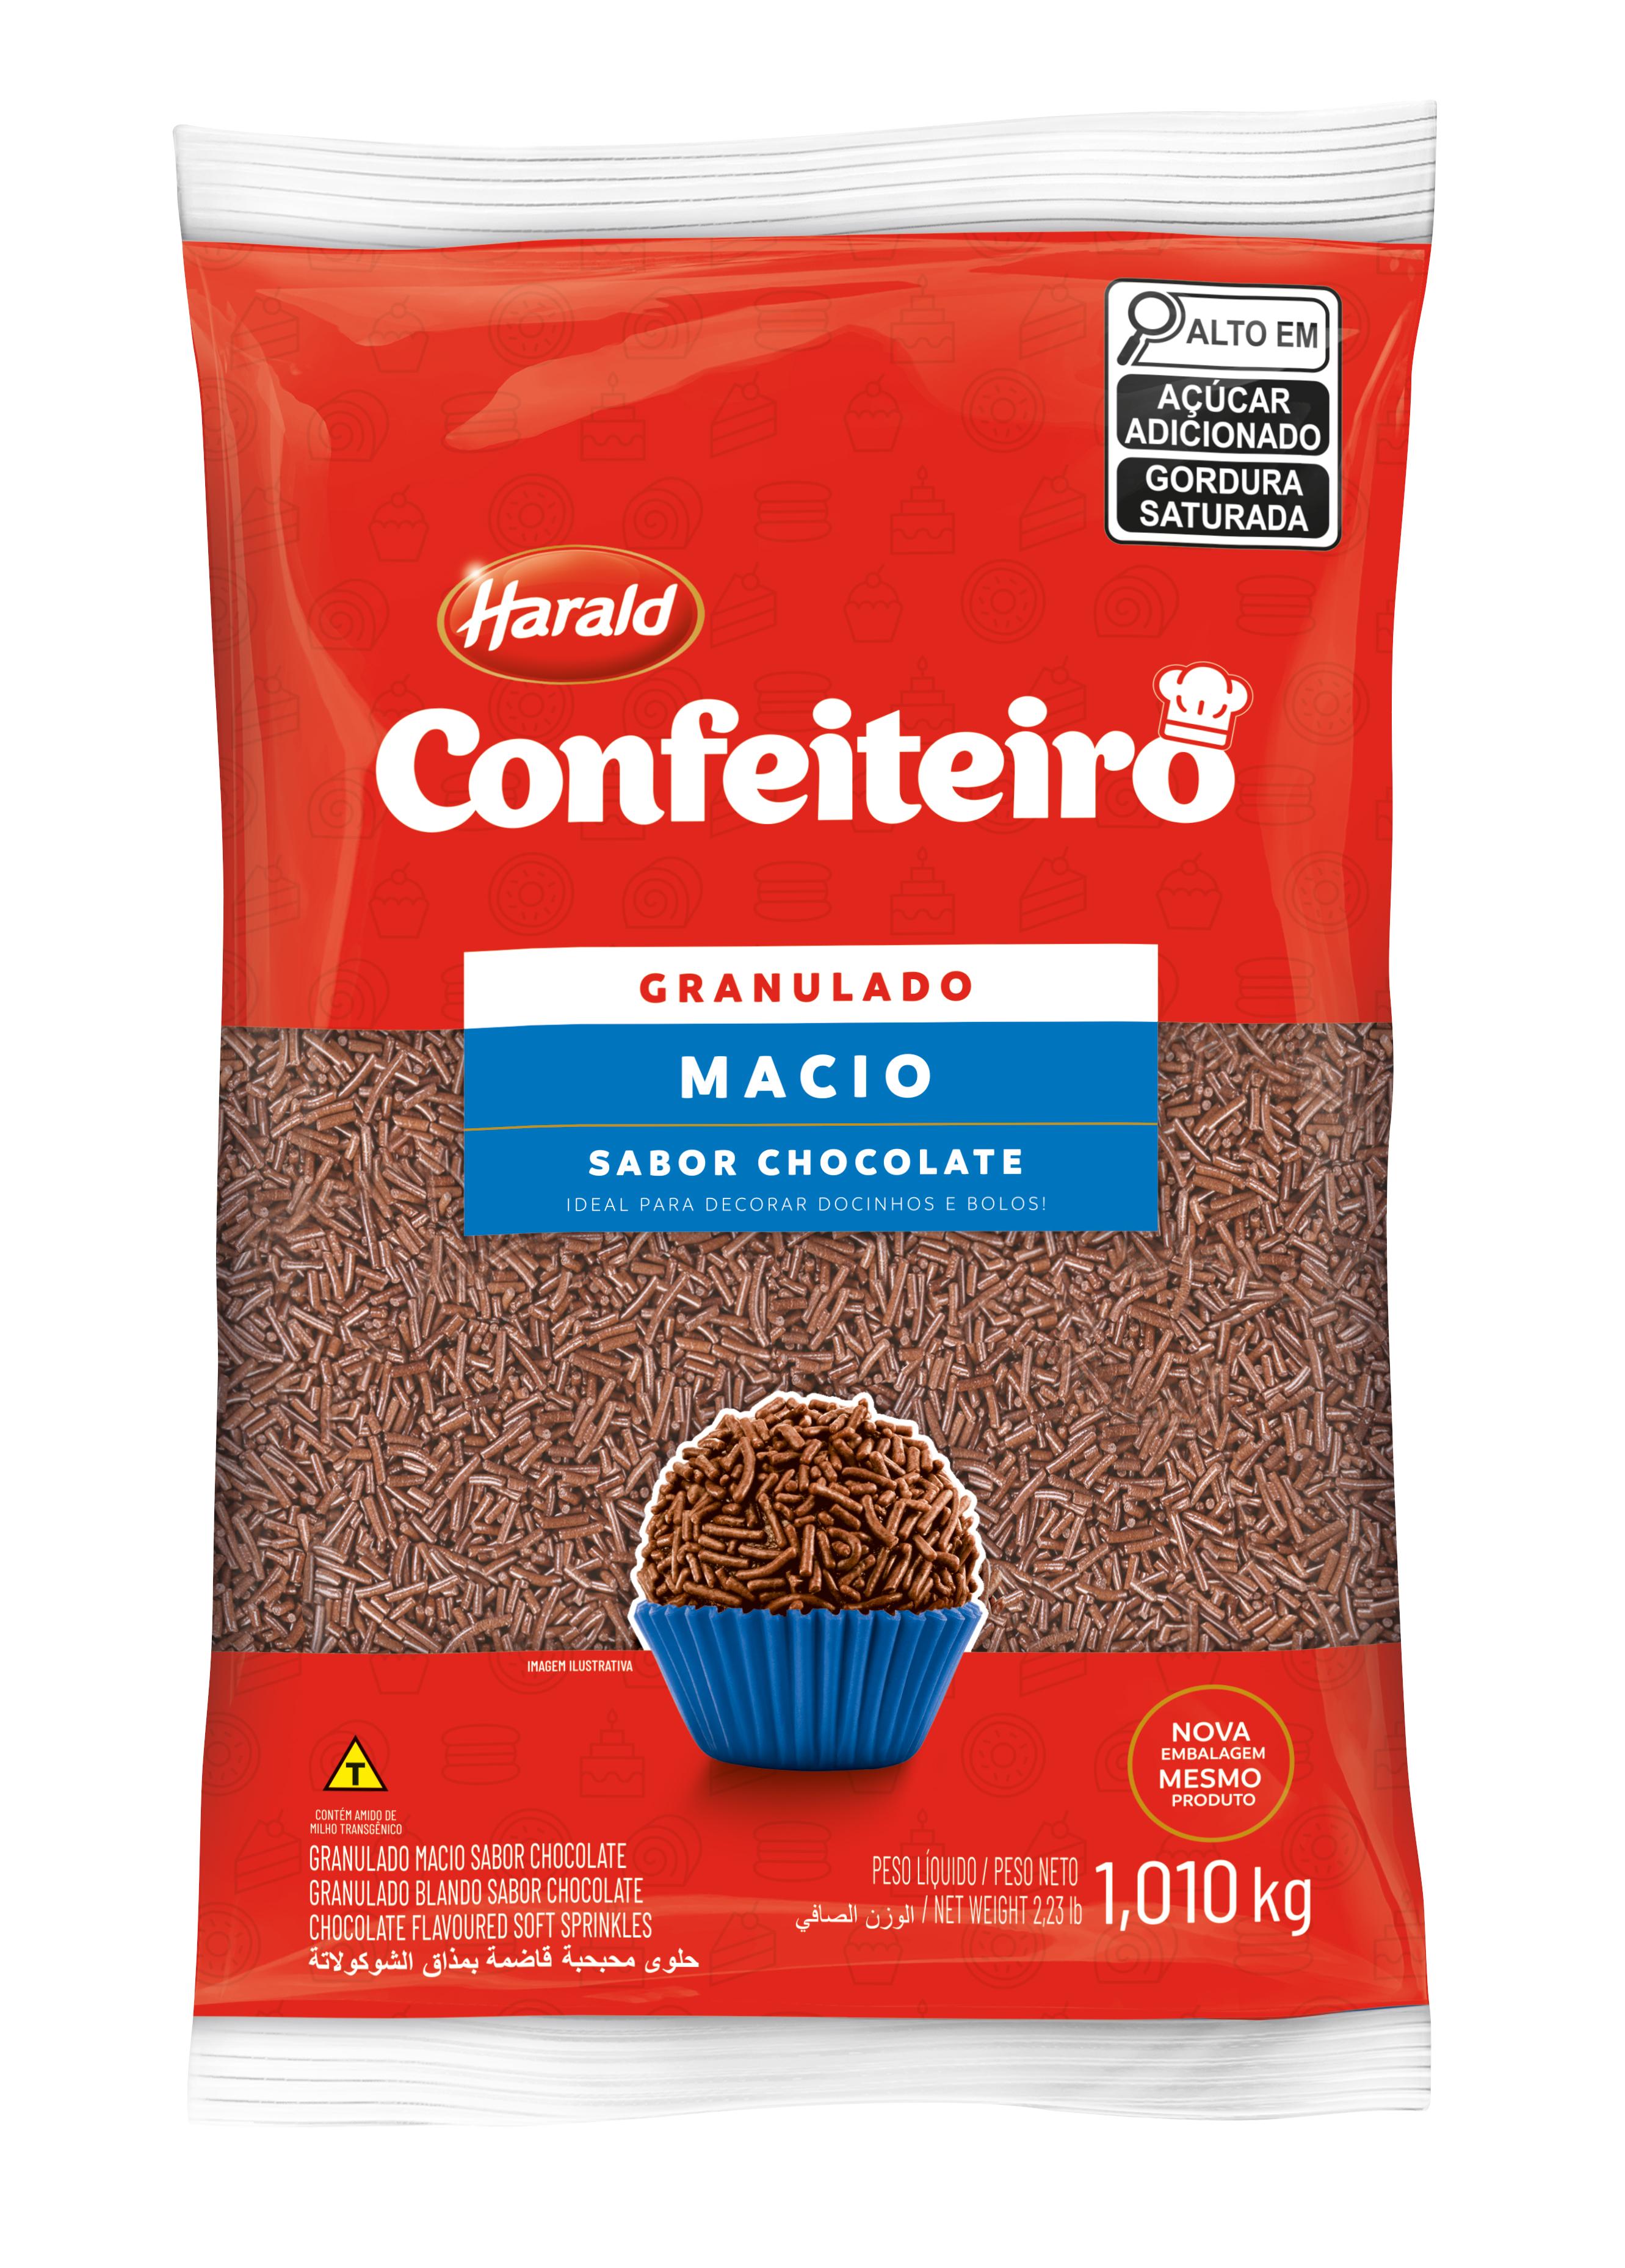 ALTO EM
AÇÚCAR
ADICIONADO
GORDURA
SATURADA
Harald
Confeiteiro
GRANULADO
MACIO
SABOR CHOCOLATE
IDEAL PARA DECORAR DOCINHOS E BOLOS!
IMAGEM ILUSTRATIVA
T
CONTÉM AMIDO DE
MILHO TRANSGÊNICO
GRANULADO MACIO SABOR CHOCOLATE
GRANULADO BLANDO SABOR CHOCOLATE
CHOCOLATE FLAVOURED SOFT SPRINKLES
حلوى محبحبة قاضمة بمذاق الشوكولاتة
NOVA
EMBALAGEM
MESMO
PRODUTO
PESO LÍQUIDO / PESO NETO
الوزن الصافي / NET WEIGHT 2,23 lb
1,010 kg